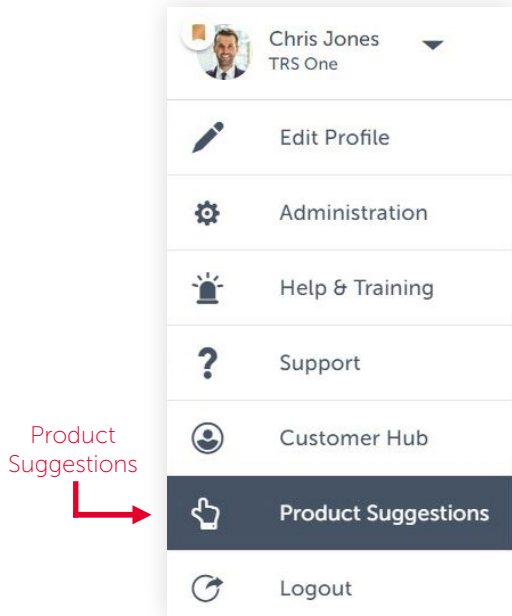 Chris Jones
TRS One
Edit Profile
Administration
Help & Training
Support
Customer Hub
Product
Suggestions
Product Suggestions
Logout